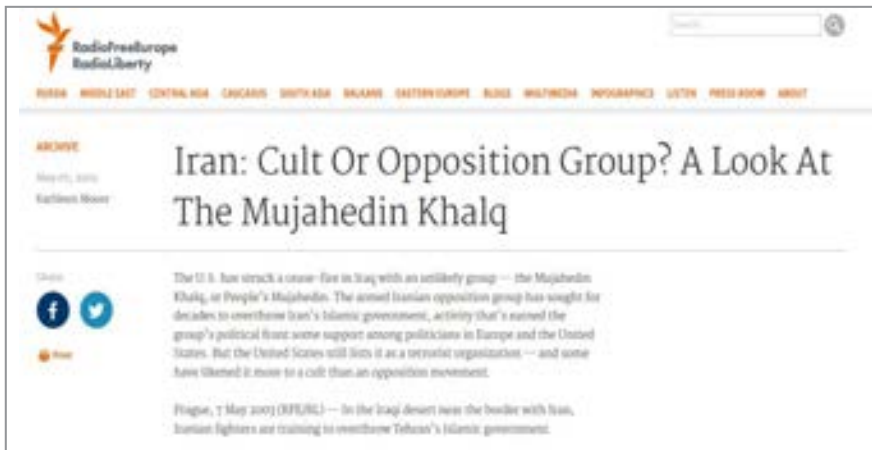 RadioFreeEurope
RadioLiberty
RUSSIA MIDDLE EAST CENTRAL ASIA CAUCASUS SOUTH ASIA BALKANS EASTERN EUROPE BLOGS MULTIMEDIA INFOGRAPHICS LISTEN PRESS ROOM ABOUT
ARCHIVE
Kathleen Moore
Iran: Cult Or Opposition Group? A Look At
The Mujahedin Khalq
Share
Print
The U.S. has struck a cease-fire in Iraq with an unlikely group -- the Mujahedin
Khalq, or People's Mujahedin. The armed Iranian opposition group has sought for
decades to overthrow Iran's Islamic government, activity that's earned the
group's political front some support among politicians in Europe and the United
States. But the United States still lists it as a terrorist organization -- and some
have likened it more to a cult than an opposition movement.
Prague, 7 May 2003 (RFE/RL) -- In the Iraqi desert near the border with Iran,
Iranian fighters are training to overthrow Tehran's Islamic government.